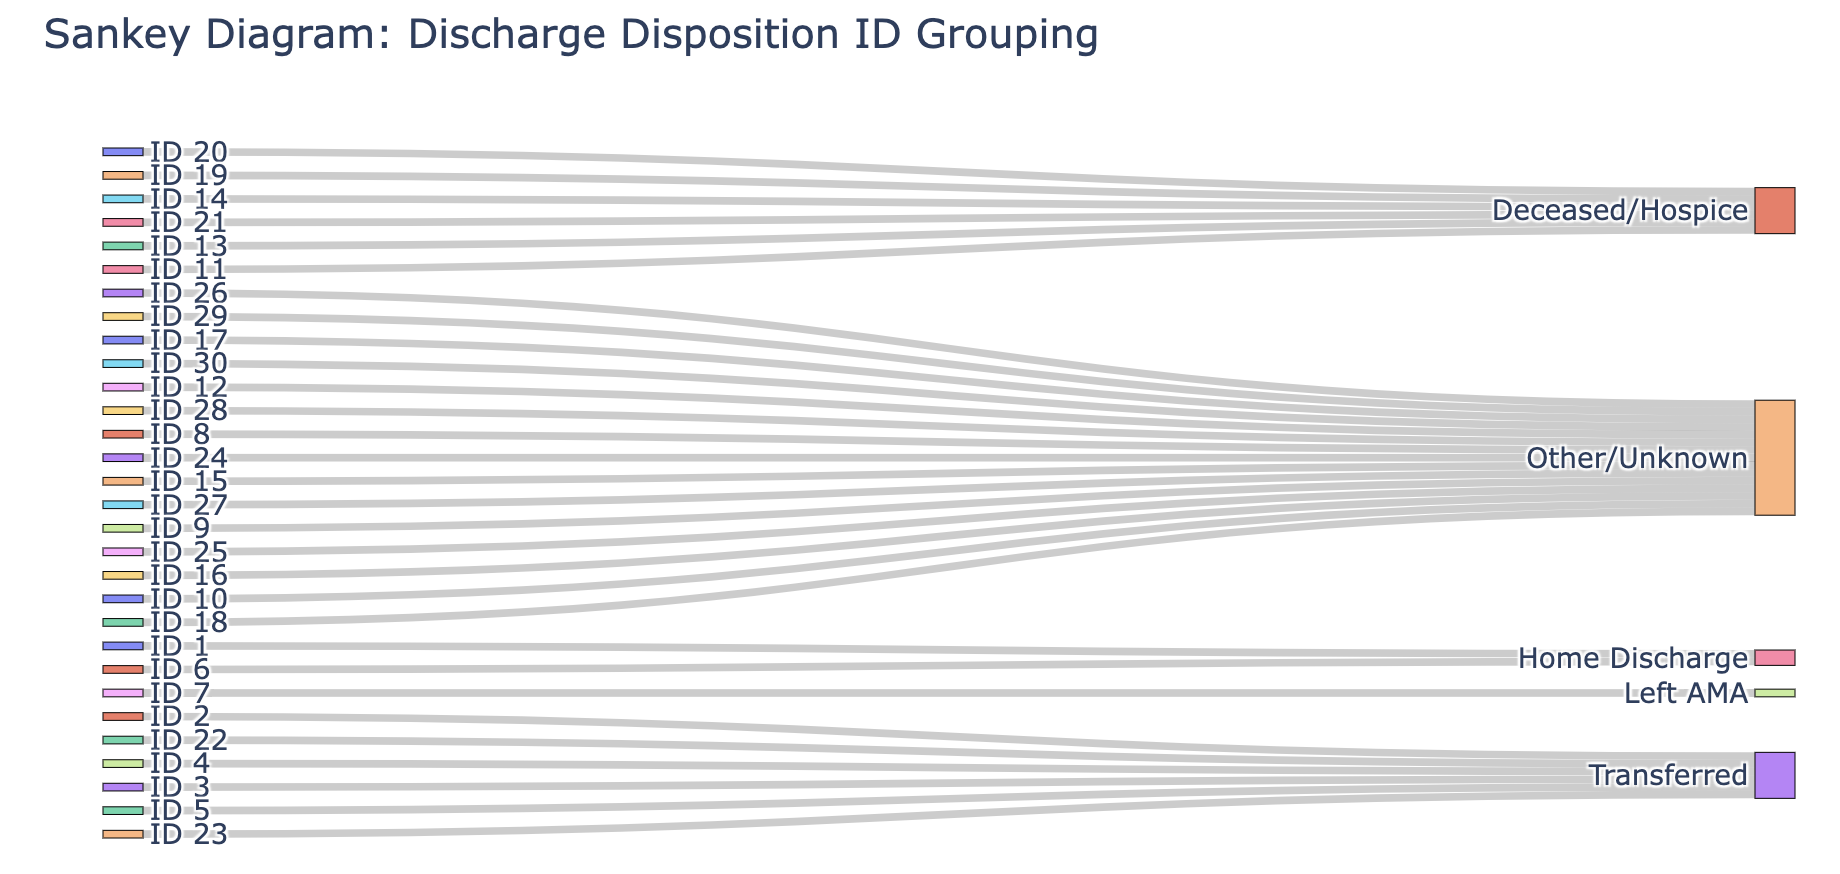 Sankey Diagram: Discharge Disposition ID Grouping
ID 20
ID 19
ID 14
ID 21
ID 13
ID 11
ID 26
ID 29
ID 17
ID 30
ID 12
ID 28
ID 8
ID 24
ID 15
ID 27
ID 9
ID 25
ID 16
ID 10
ID 18
ID 1
ID 6
ID 7
ID 2
ID 22
ID 4
ID 3
ID 5
ID 23
Deceased/Hospice
Other/Unknown
Home Discharge
Left AMA
Transferred